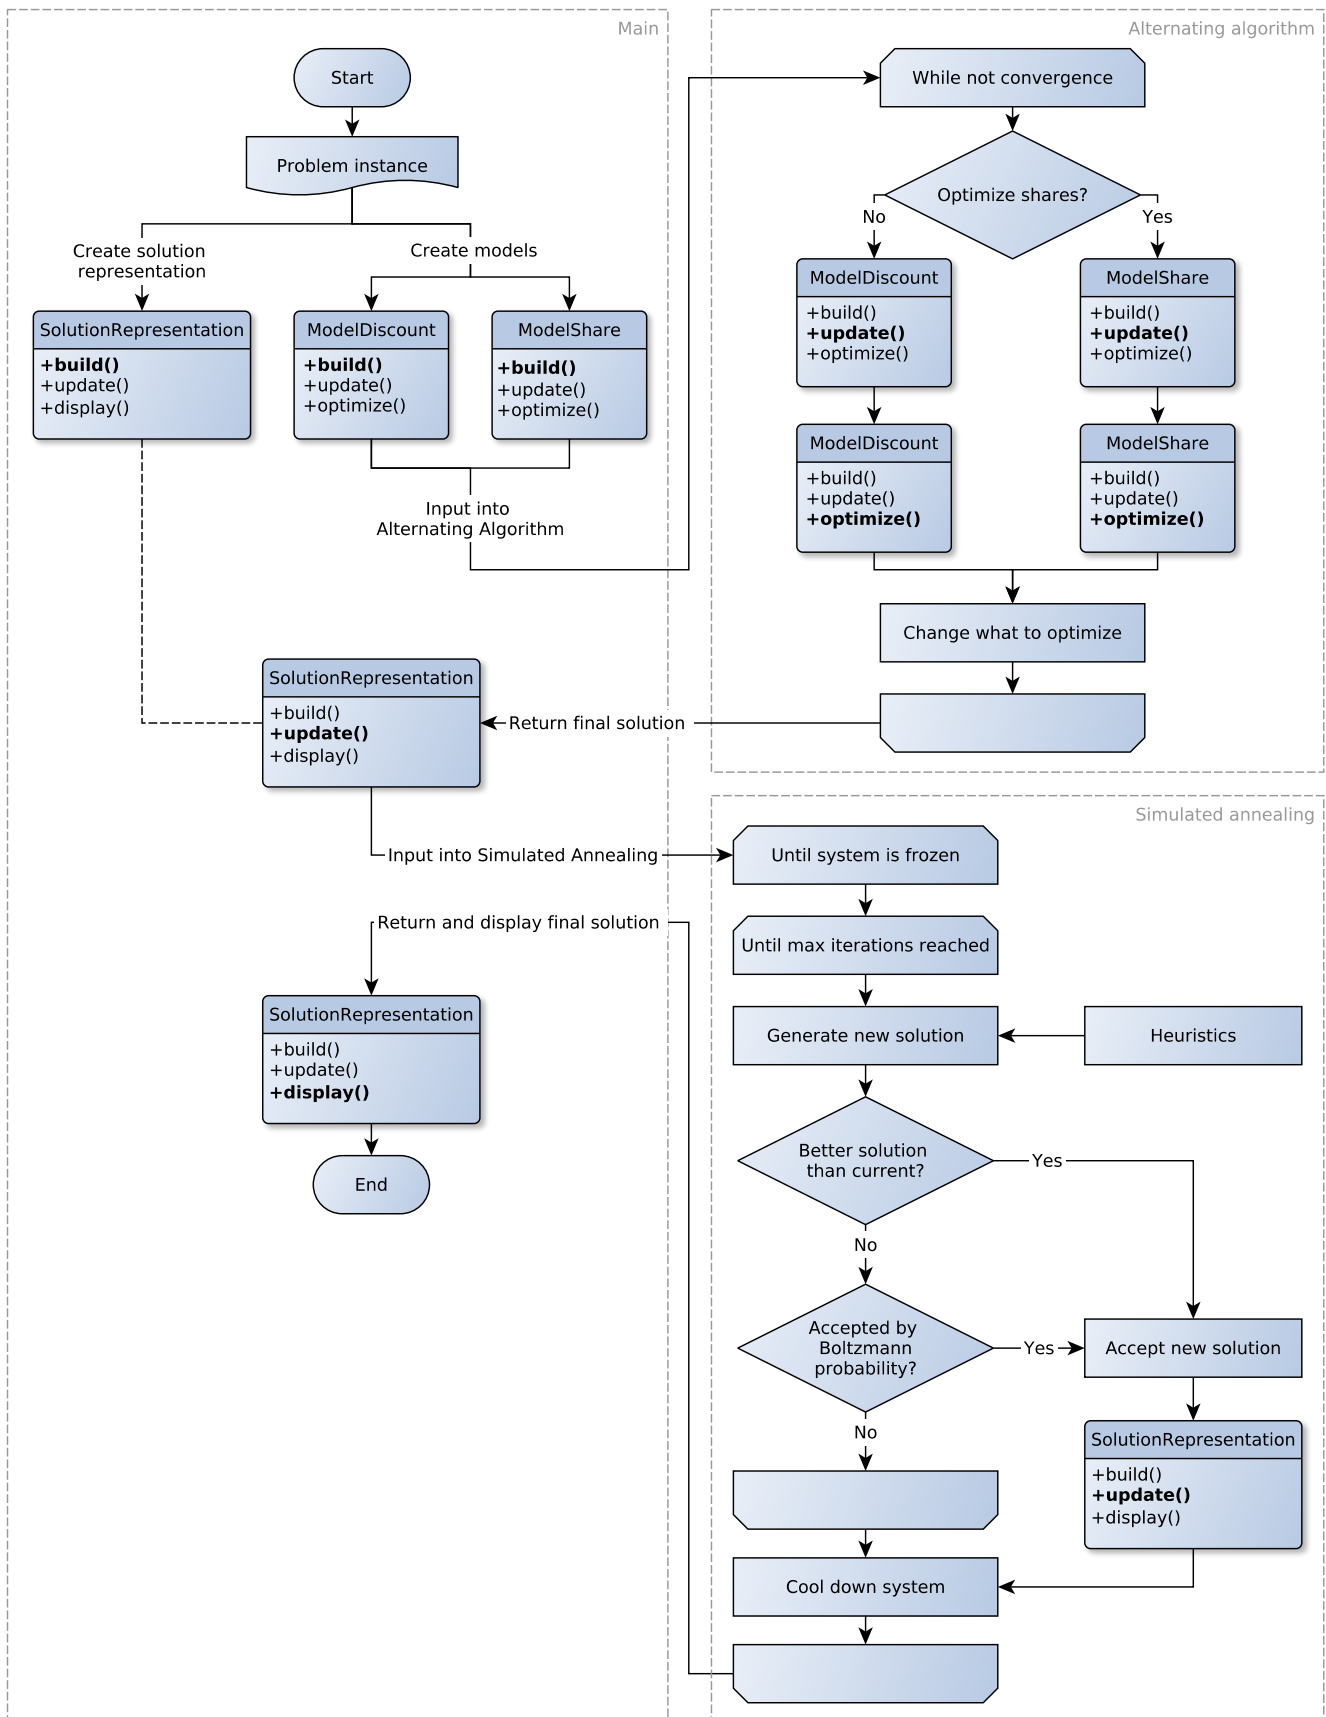 Main
Start
Problem instance
Create solution
representation
Create models
SolutionRepresentation
+build()
+update()
+display()
ModelDiscount
+build()
+update()
+optimize()
ModelShare
+build()
+update()
+optimize()
Input into
Alternating Algorithm
SolutionRepresentation
+build()
+update()
+display()
Return final solution
Input into Simulated Annealing
Return and display final solution
SolutionRepresentation
+build()
+update()
+display()
End
Alternating algorithm
While not convergence
Optimize shares?
No
Yes
ModelDiscount
+build()
+update()
+optimize()
ModelShare
+build()
+update()
+optimize()
ModelDiscount
+build()
+update()
+optimize()
ModelShare
+build()
+update()
+optimize()
Change what to optimize
Simulated annealing
Until system is frozen
Until max iterations reached
Generate new solution
Heuristics
Better solution
than current?
Yes
No
Accepted by
Boltzmann
probability?
Yes
Accept new solution
No
SolutionRepresentation
+build()
+update()
+display()
Cool down system